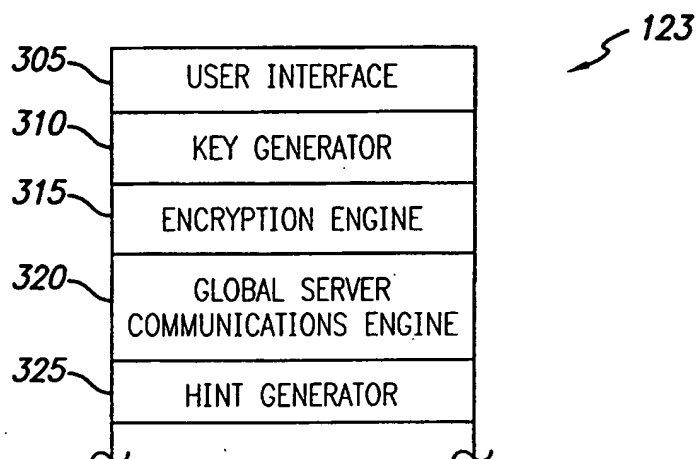 123
305 USER INTERFACE
310 KEY GENERATOR
315 ENCRYPTION ENGINE
320 GLOBAL SERVER
COMMUNICATIONS ENGINE
325 HINT GENERATOR